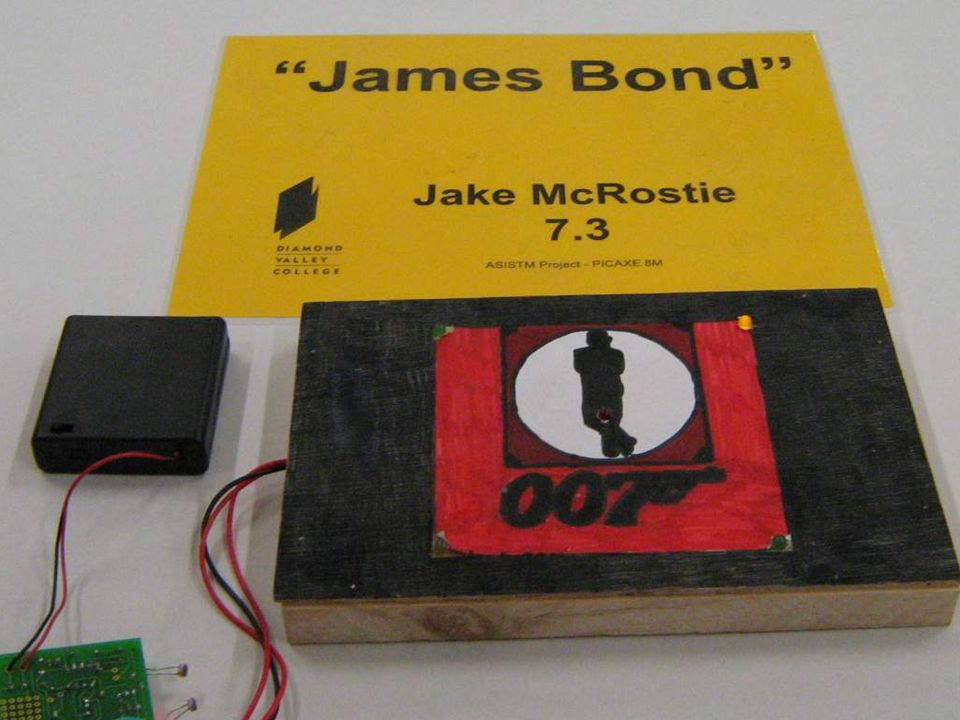 “James Bond”
Jake McRostie
7.3
DIAMOND
VALLEY
COLLEGE
ASISTM Project - PICAXE 8M
007